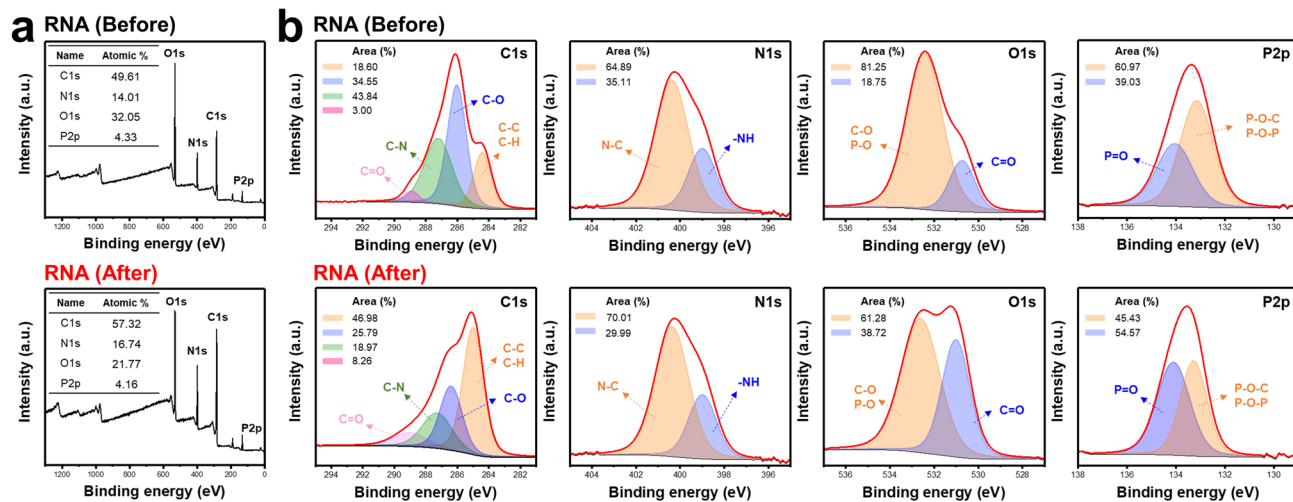 a
RNA (Before)
Name Atomic %
C1s 49.61
N1s 14.01
O1s 32.05
P2p 4.33
O1s
C1s
N1s
P2p
Intensity (a.u.)
1200 1000 800 600 400 200 0
Binding energy (eV)
RNA (After)
Name Atomic %
C1s 57.32
N1s 16.74
O1s 21.77
P2p 4.16
O1s
C1s
N1s
P2p
Intensity (a.u.)
1200 1000 800 600 400 200 0
Binding energy (eV)
b
RNA (Before)
Area (%)
18.60
34.55
43.84
3.00
C1s
C-O
C-C
C-H
C-N
C=O
Intensity (a.u.)
294 292 290 288 286 284 282
Binding energy (eV)
Area (%)
64.89
35.11
N1s
N-C
-NH
Intensity (a.u.)
404 402 400 398 396
Binding energy (eV)
Area (%)
81.25
18.75
O1s
C-O
P-O
C=O
Intensity (a.u.)
536 534 532 530 528
Binding energy (eV)
Area (%)
60.97
39.03
P2p
P-O-C
P-O-P
P=O
Intensity (a.u.)
138 136 134 132 130
Binding energy (eV)
RNA (After)
Area (%)
46.98
25.79
18.97
8.26
C1s
C-C
C-H
C-N
C-O
C=O
Intensity (a.u.)
294 292 290 288 286 284 282
Binding energy (eV)
Area (%)
70.01
29.99
N1s
N-C
-NH
Intensity (a.u.)
404 402 400 398 396
Binding energy (eV)
Area (%)
61.28
38.72
O1s
C-O
P-O
C=O
Intensity (a.u.)
536 534 532 530 528
Binding energy (eV)
Area (%)
45.43
54.57
P2p
P=O
P-O-C
P-O-P
Intensity (a.u.)
138 136 134 132 130
Binding energy (eV)